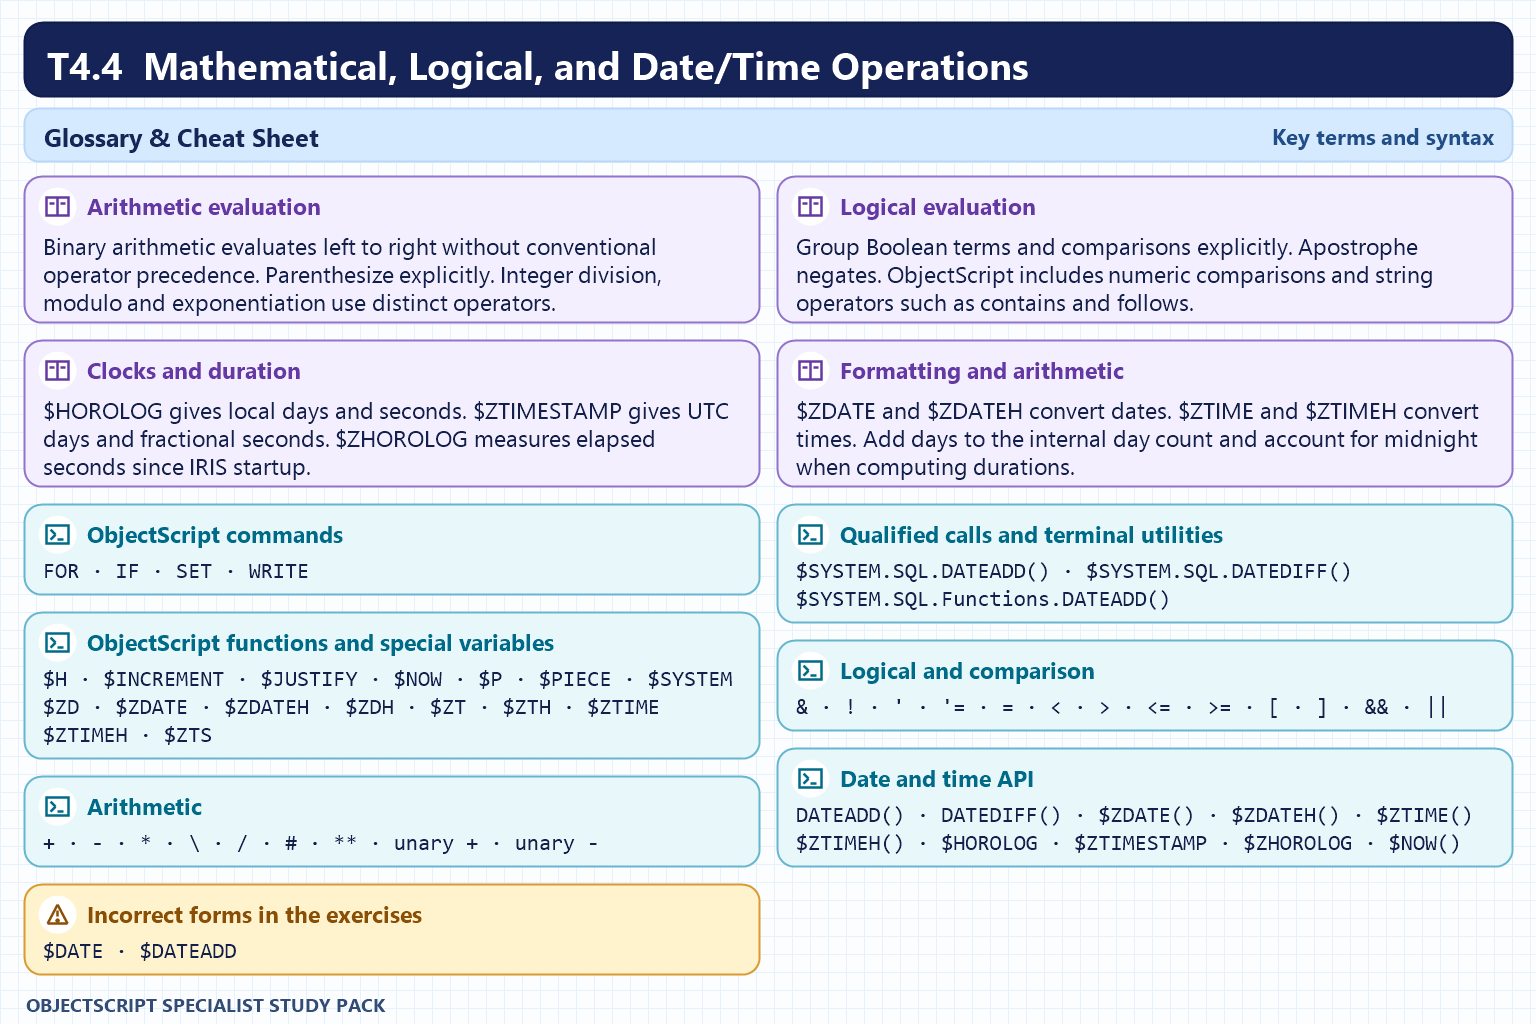 T4.4  Mathematical, Logical, and Date/Time Operations
Glossary & Cheat Sheet
Key terms and syntax
Arithmetic evaluation
Binary arithmetic evaluates left to right without conventional
operator precedence. Parenthesize explicitly. Integer division,
modulo and exponentiation use distinct operators.
Logical evaluation
Group Boolean terms and comparisons explicitly. Apostrophe
negates. ObjectScript includes numeric comparisons and string
operators such as contains and follows.
Clocks and duration
$HOROLOG gives local days and seconds. $ZTIMESTAMP gives UTC
days and fractional seconds. $ZHOROLOG measures elapsed
seconds since IRIS startup.
Formatting and arithmetic
$ZDATE and $ZDATEH convert dates. $ZTIME and $ZTIMEH convert
times. Add days to the internal day count and account for midnight
when computing durations.
ObjectScript commands
FOR · IF · SET · WRITE
Qualified calls and terminal utilities
$SYSTEM.SQL.DATEADD() · $SYSTEM.SQL.DATEDIFF()
$SYSTEM.SQL.Functions.DATEADD()
ObjectScript functions and special variables
$H · $INCREMENT · $JUSTIFY · $NOW · $P · $PIECE · $SYSTEM
$ZD · $ZDATE · $ZDATEH · $ZDH · $ZT · $ZTH · $ZTIME
$ZTIMEH · $ZTS
Logical and comparison
& · ! · ' · '= · = · < · > · <= · >= · [ · ] · && · ||
Arithmetic
+ · - · * · \ · / · # · ** · unary + · unary -
Date and time API
DATEADD() · DATEDIFF() · $ZDATE() · $ZDATEH() · $ZTIME()
$ZTIMEH() · $HOROLOG · $ZTIMESTAMP · $ZHOROLOG · $NOW()
Incorrect forms in the exercises
$DATE · $DATEADD
OBJECTSCRIPT SPECIALIST STUDY PACK